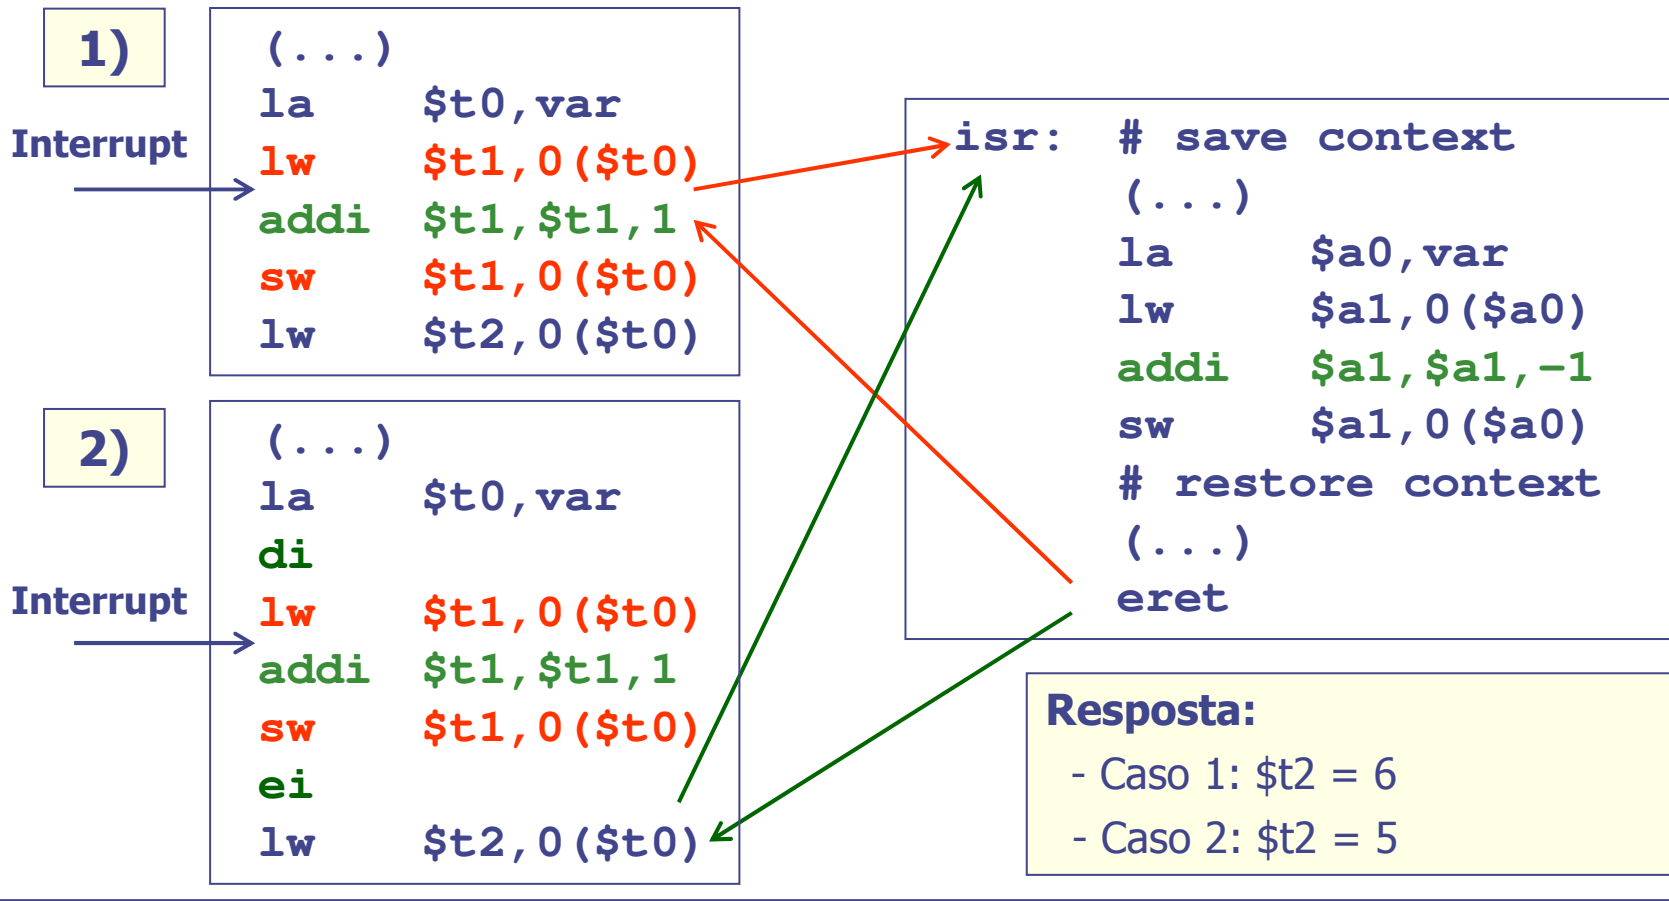 1)
Interrupt
(...)
la $t0,var
lw $t1,0($t0)
addi $t1,$t1,1
sw $t1,0($t0)
lw $t2,0($t0)
2)
Interrupt
(...)
la $t0,var
di
lw $t1,0($t0)
addi $t1,$t1,1
sw $t1,0($t0)
ei
lw $t2,0($t0)
isr: # save context
(...)
la $a0,var
lw $a1,0($a0)
addi $a1,$a1,–1
sw $a1,0($a0)
# restore context
(...)
eret
Resposta:
- Caso 1: $t2 = 6
- Caso 2: $t2 = 5